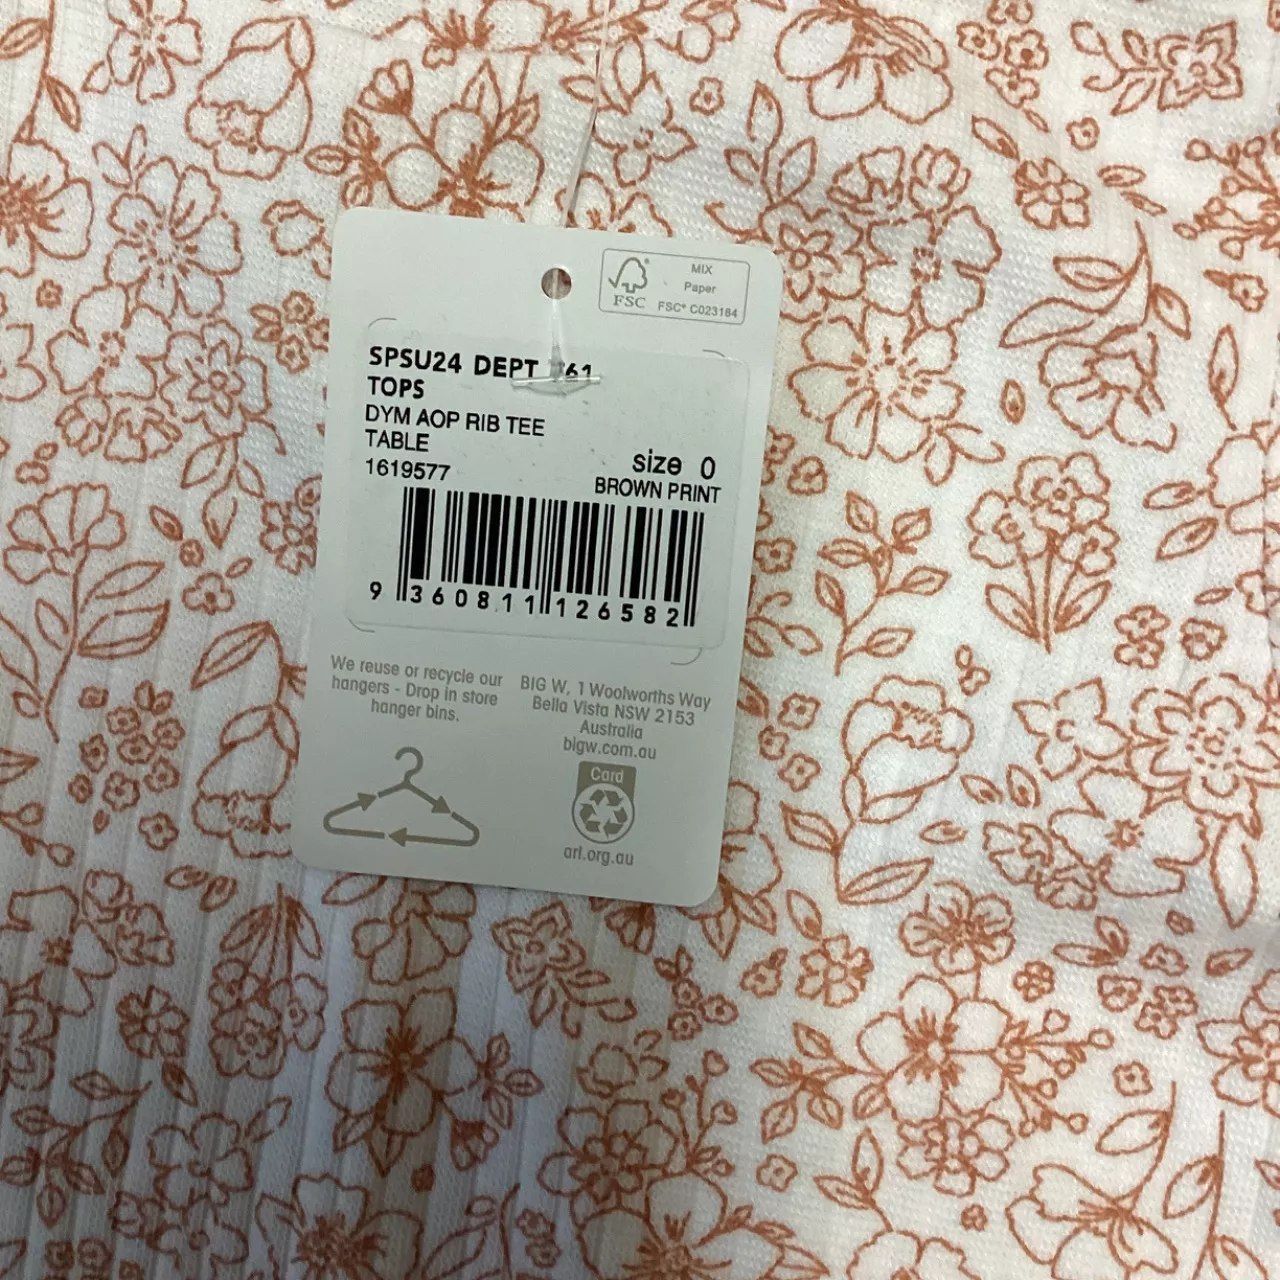 MIX
Paper
FSC
FSC® C023184
SPSU24 DEPT
TOPS
DYM AOP RIB TEE
TABLE
1619577
size 0
BROWN PRINT
9 360811 126582
We reuse or recycle our
hangers - Drop in store
hanger bins.
BIG W, 1 Woolworths Way
Bella Vista NSW 2153
Australia
bigw.com.au
Card
arl.org.au